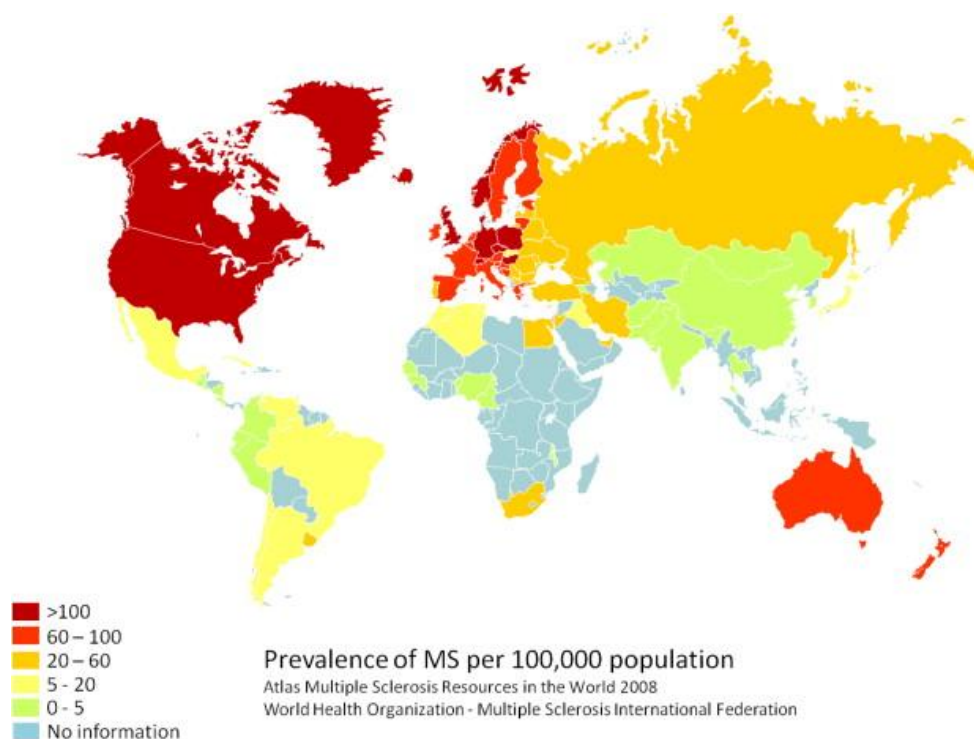 >100
60 – 100
20 – 60
5 - 20
0 - 5
No information
Prevalence of MS per 100,000 population
Atlas Multiple Sclerosis Resources in the World 2008
World Health Organization - Multiple Sclerosis International Federation